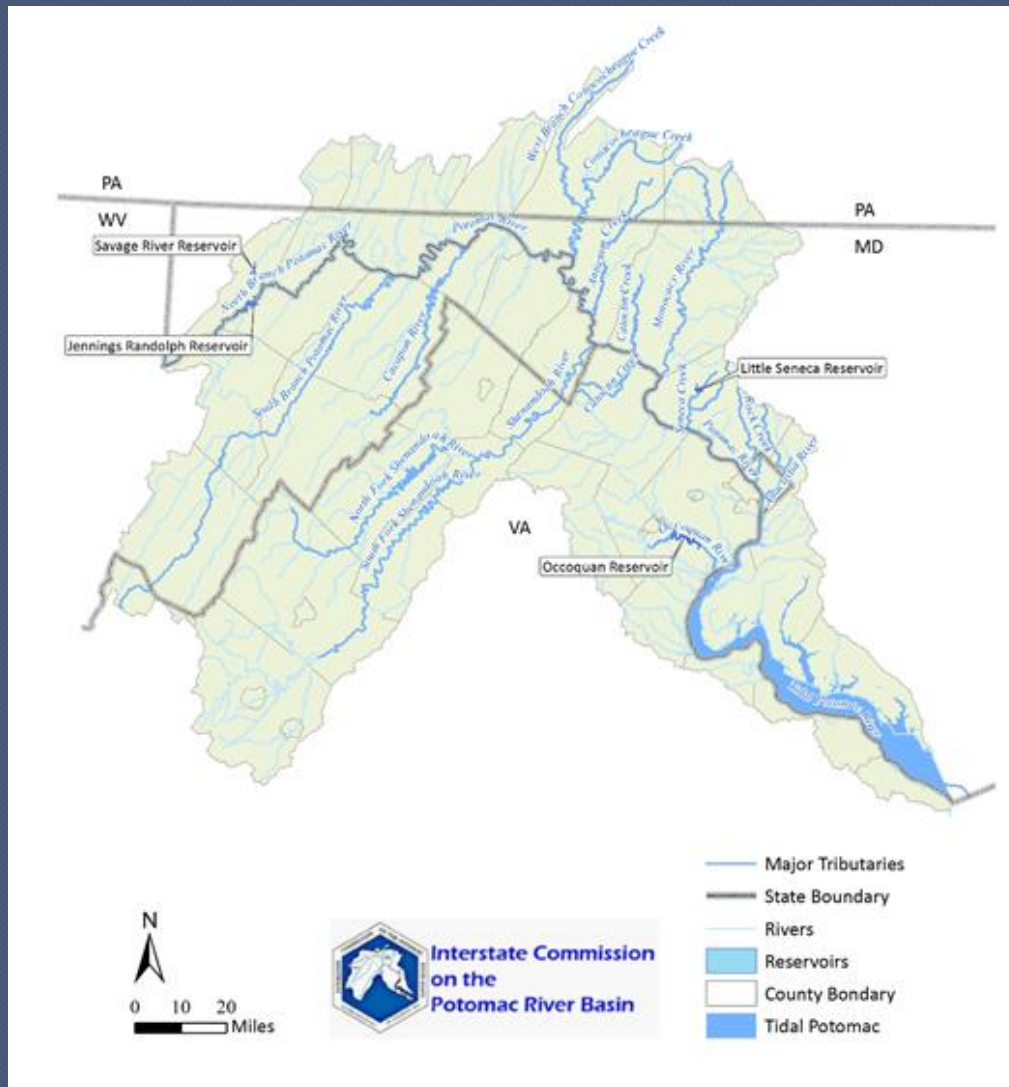 West Branch Conococheague Creek
Conococheague Creek
PA
PA
WV
MD
Savage River Reservoir
North Branch Potomac River
Potomac River
Antietam Creek
Catoctin Creek
Monocacy River
Jennings Randolph Reservoir
South Branch Potomac River
Cacapon River
Shenandoah River
Catoctin Creek
Seneca Creek
Little Seneca Reservoir
Rock Creek
Potomac River
Anacostia River
North Fork Shenandoah River
South Fork Shenandoah River
VA
Occoquan River
Occoquan Reservoir
Tidal Potomac River
Major Tributaries
State Boundary
Rivers
Reservoirs
County Bondary
Tidal Potomac
N
0 10 20
Miles
Interstate Commission
on the
Potomac River Basin